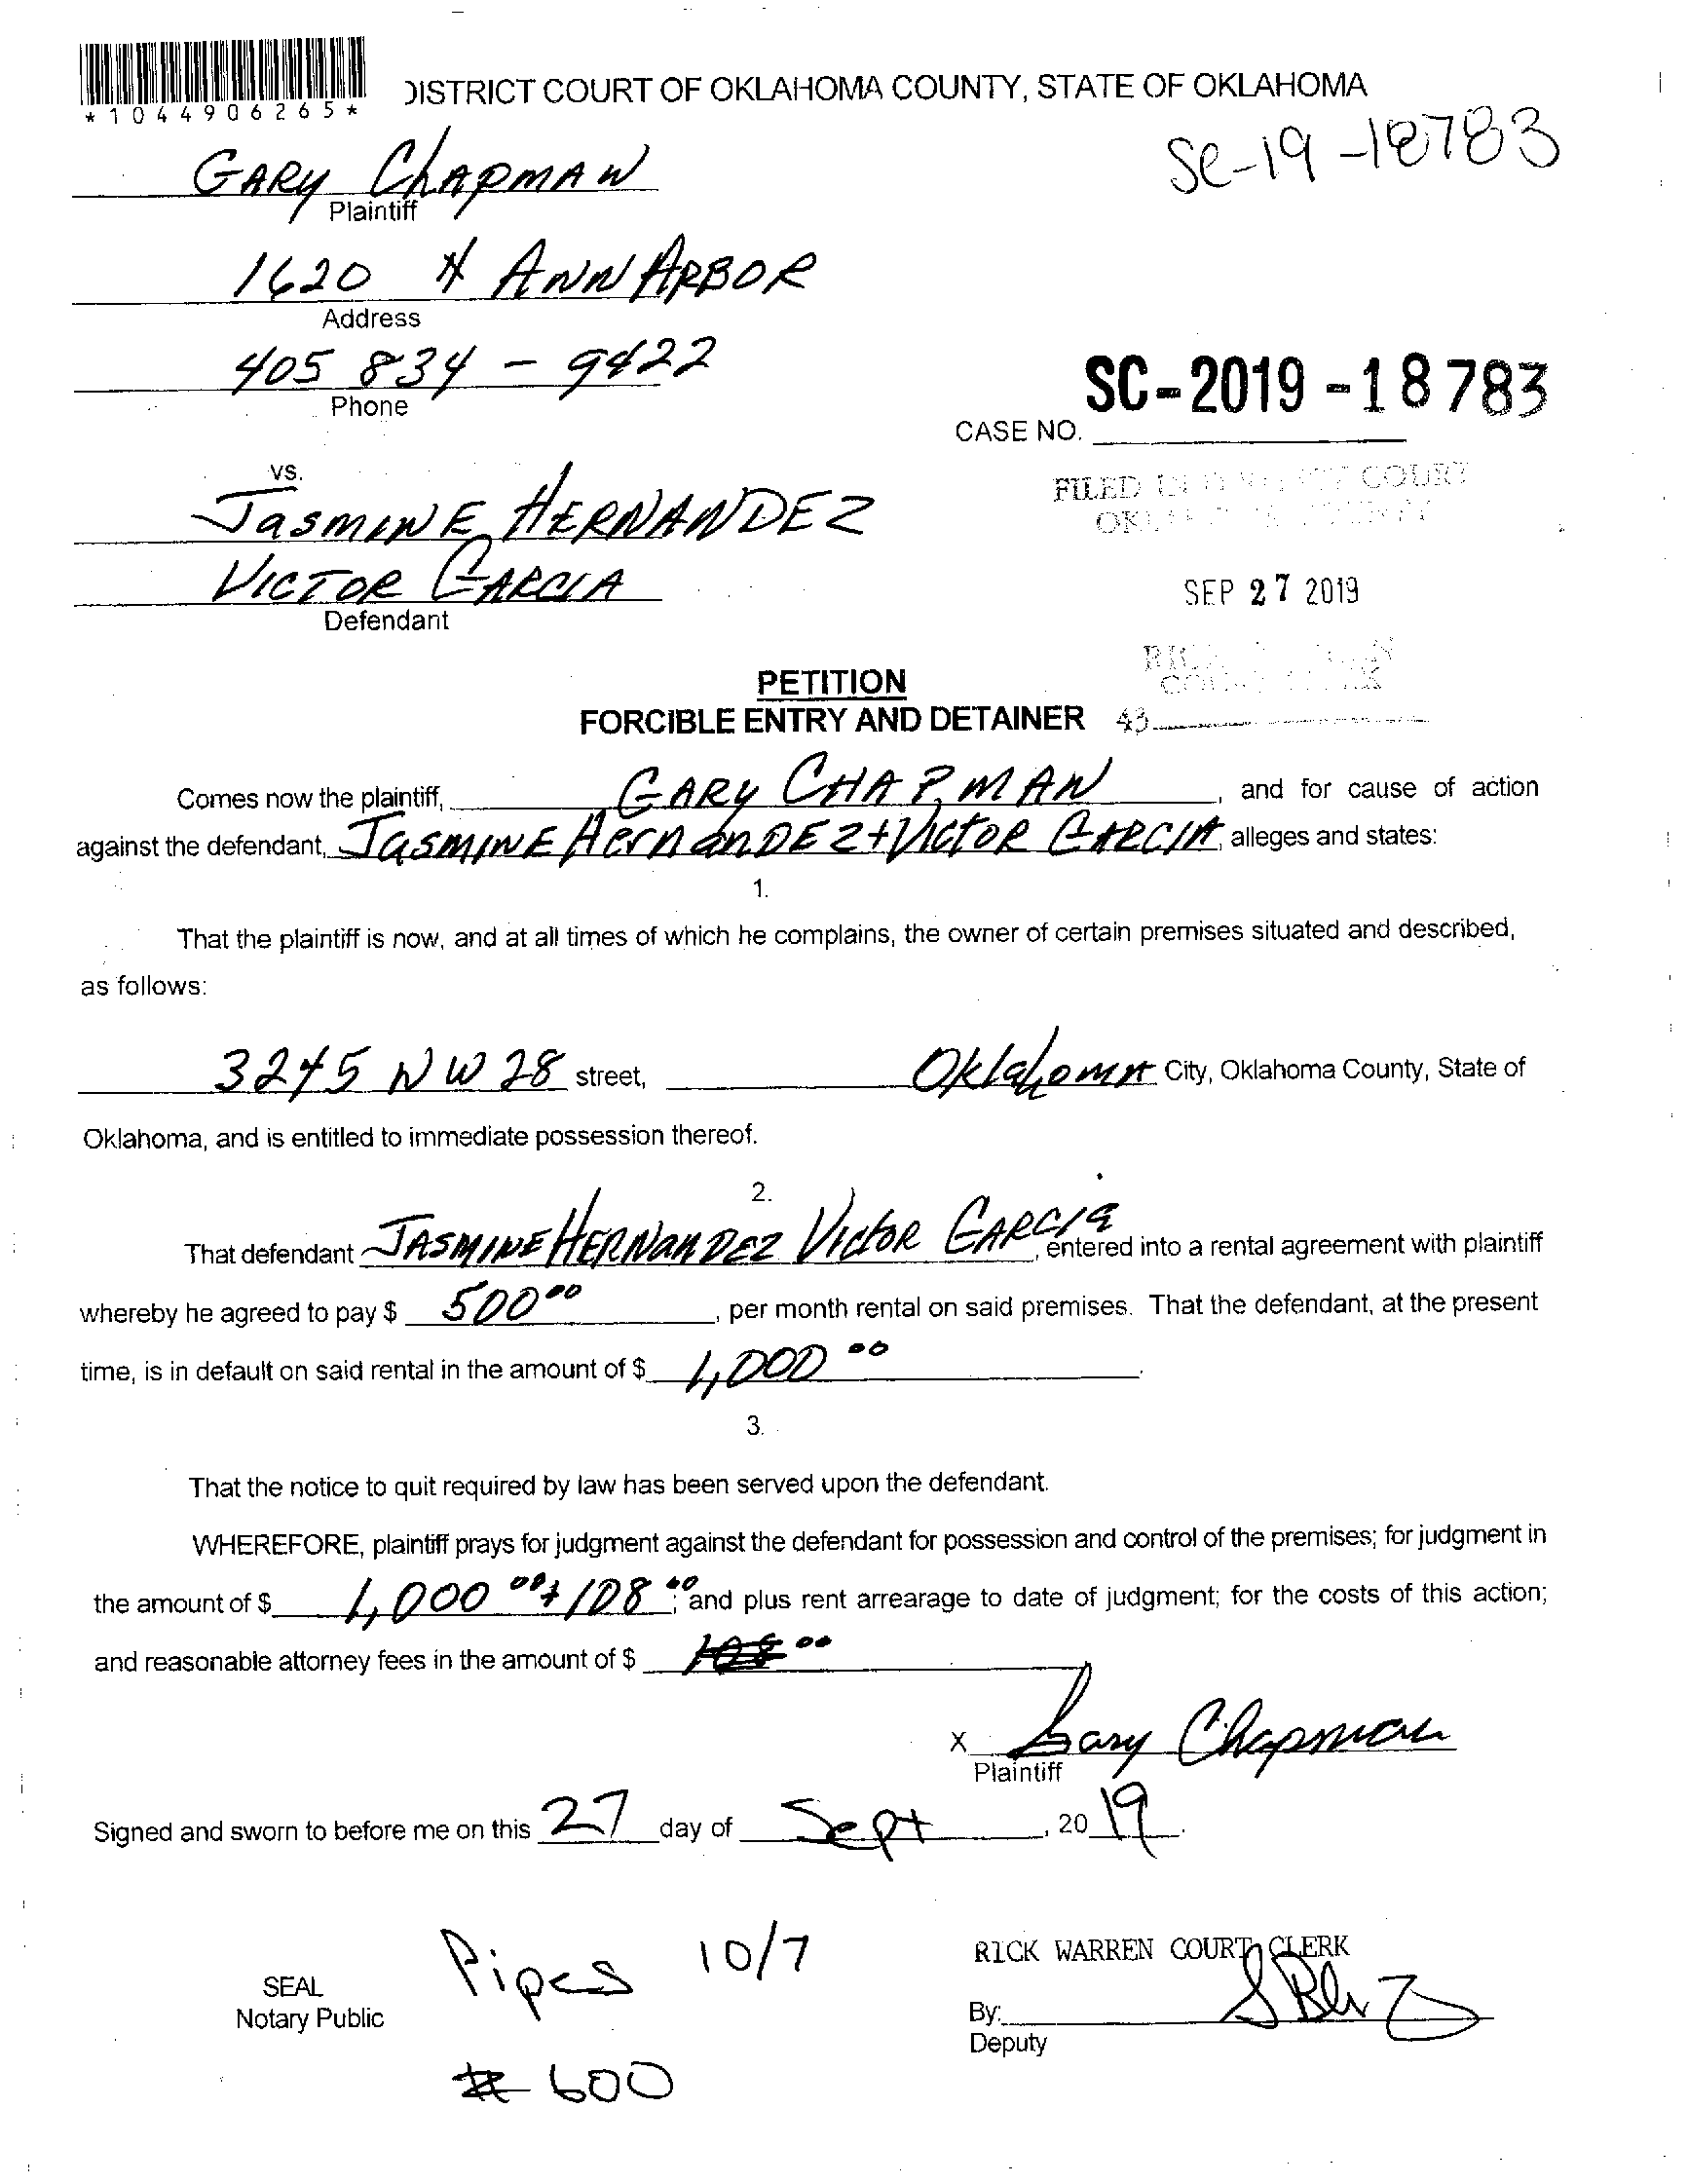 *1044906265*
DISTRICT COURT OF OKLAHOMA COUNTY, STATE OF OKLAHOMA
SC-19-18783
GARY CHAPMAN
Plaintiff
1620 N ANN ARBOR
Address
405 834 - 9422
Phone
SC-2019-18783
CASE NO.
vs.
JASMINE HERNANDEZ
FILED IN COURT
VICTOR GARCIA
Defendant
SEP 27 2019
PETITION
FORCIBLE ENTRY AND DETAINER 43
Comes now the plaintiff, GARY CHAPMAN, and for cause of action
against the defendant, JASMINE HERNANDEZ + VICTOR GARCIA, alleges and states:
1.
That the plaintiff is now, and at all times of which he complains, the owner of certain premises situated and described,
as follows:
3245 NW 28 street, Oklahoma City, Oklahoma County, State of
Oklahoma, and is entitled to immediate possession thereof.
2.
That defendant JASMINE HERNANDEZ VICTOR GARCIA, entered into a rental agreement with plaintiff
whereby he agreed to pay $ 500 00, per month rental on said premises. That the defendant, at the present
time, is in default on said rental in the amount of $ 1,000 00.
3.
That the notice to quit required by law has been served upon the defendant.
WHEREFORE, plaintiff prays for judgment against the defendant for possession and control of the premises; for judgment in
the amount of $ 1,000 00 + 108 00; and plus rent arrearage to date of judgment; for the costs of this action;
and reasonable attorney fees in the amount of $ 108 00
X Gary Chapman
Plaintiff
Signed and sworn to before me on this 27 day of Sept, 20 19.
Pipes 10/7
RICK WARREN COURT CLERK
SEAL
Notary Public
By:
Deputy
# 600